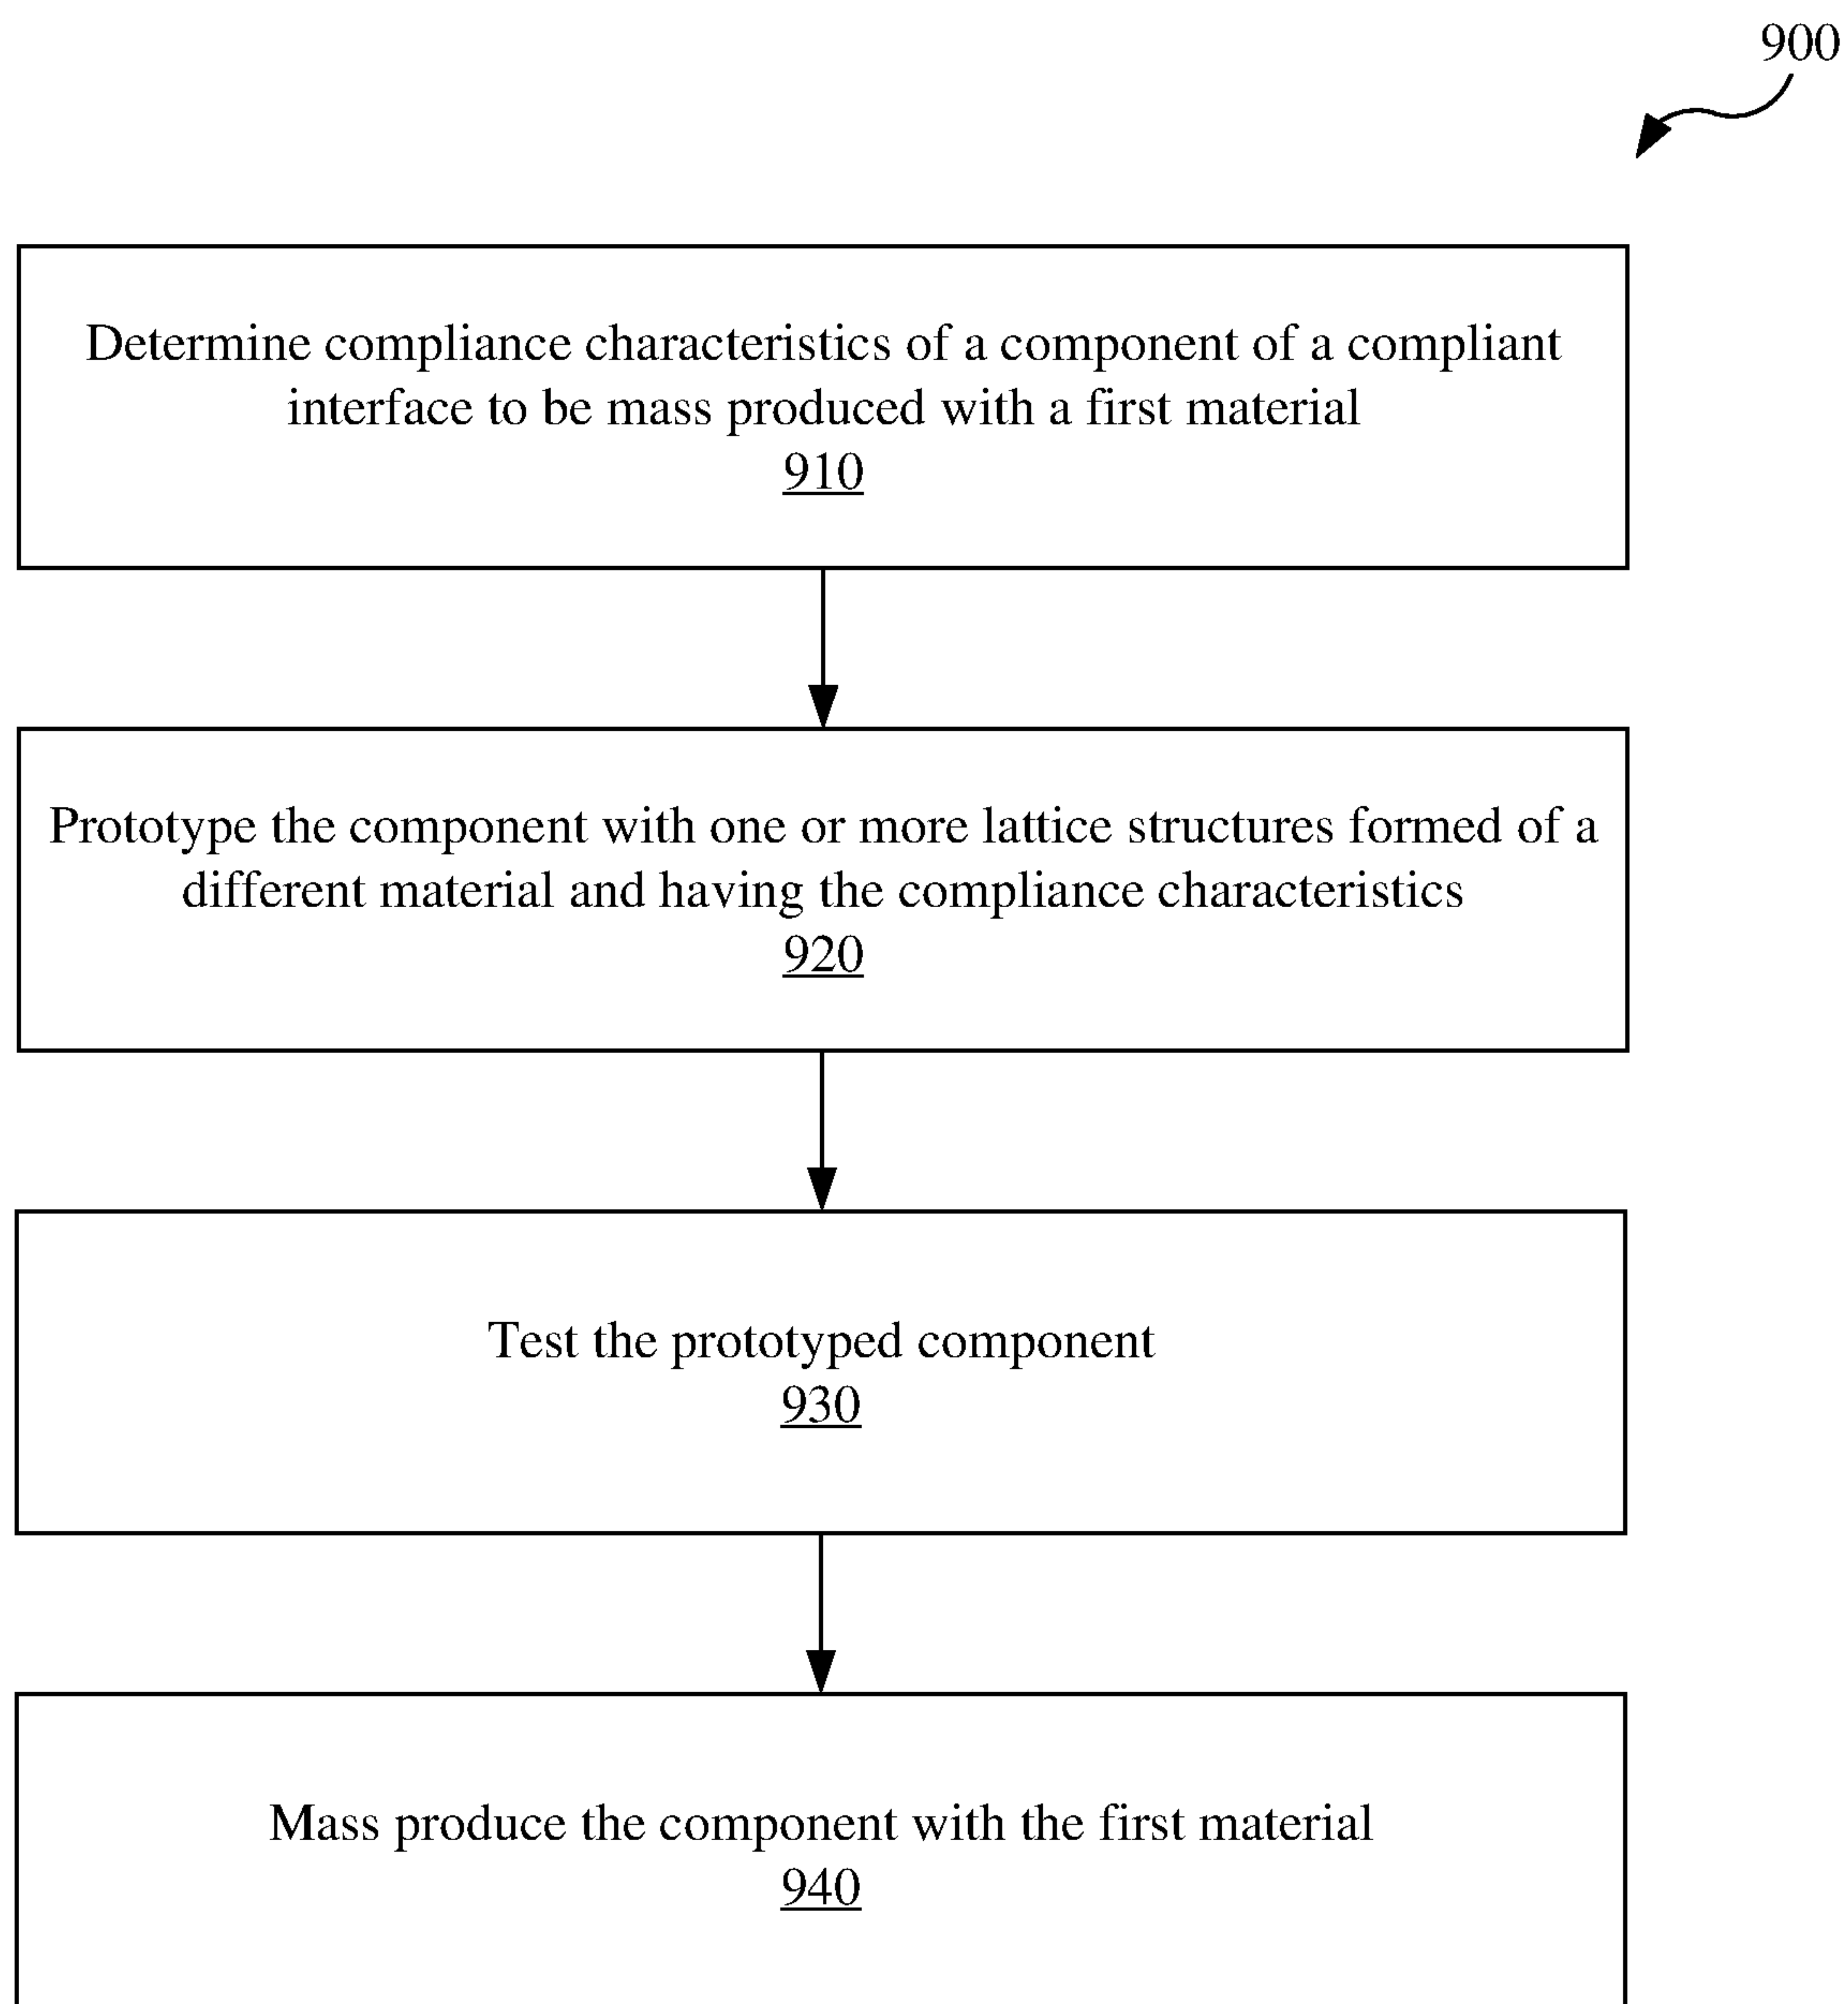 900
Determine compliance characteristics of a component of a compliant
interface to be mass produced with a first material
910
Prototype the component with one or more lattice structures formed of a
different material and having the compliance characteristics
920
Test the prototyped component
930
Mass produce the component with the first material
940